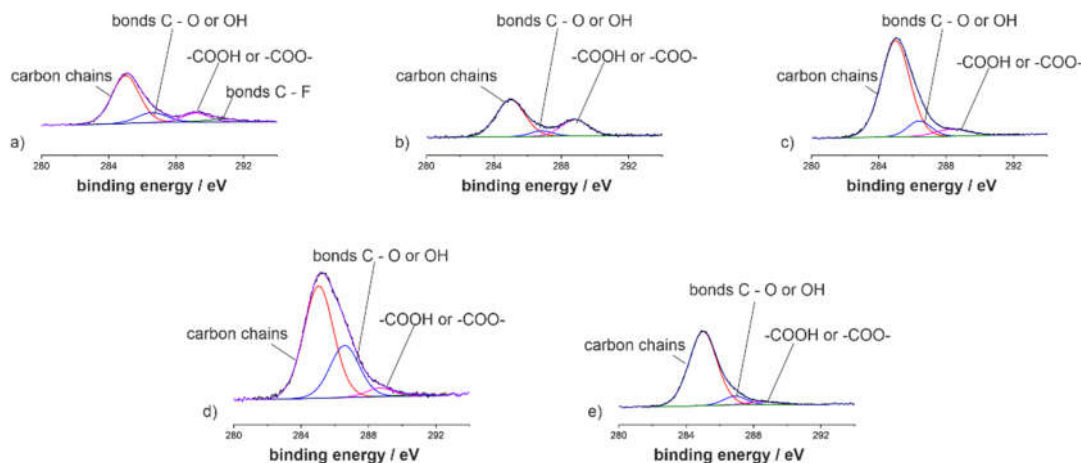 bonds C - O or OH
-COOH or -COO-
carbon chains
bonds C - F
a)
280 284 288 292
binding energy / eV
bonds C - O or OH
-COOH or -COO-
carbon chains
b)
280 284 288 292
binding energy / eV
bonds C - O or OH
-COOH or -COO-
carbon chains
c)
280 284 288 292
binding energy / eV
bonds C - O or OH
-COOH or -COO-
carbon chains
d)
280 284 288 292
binding energy / eV
bonds C - O or OH
-COOH or -COO-
carbon chains
e)
280 284 288 292
binding energy / eV